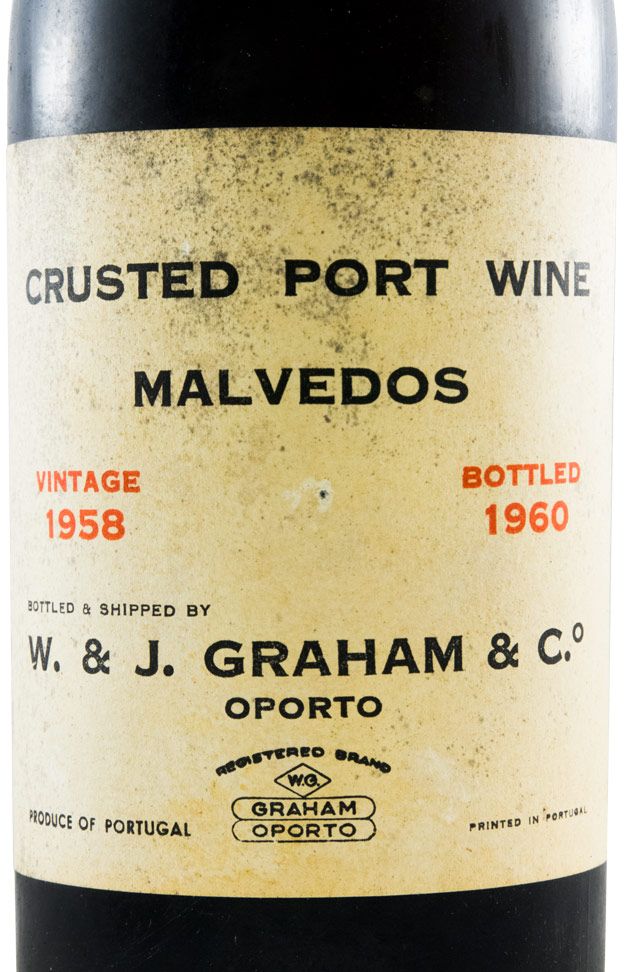 CRUSTED PORT WINE
MALVEDOS
VINTAGE BOTTLED
1958 1960
BOTTLED & SHIPPED BY
W. & J. GRAHAM & C.º
OPORTO
REGISTERED BRAND
W.G.
GRAHAM
OPORTO
PRODUCE OF PORTUGAL
PRINTED IN PORTUGAL